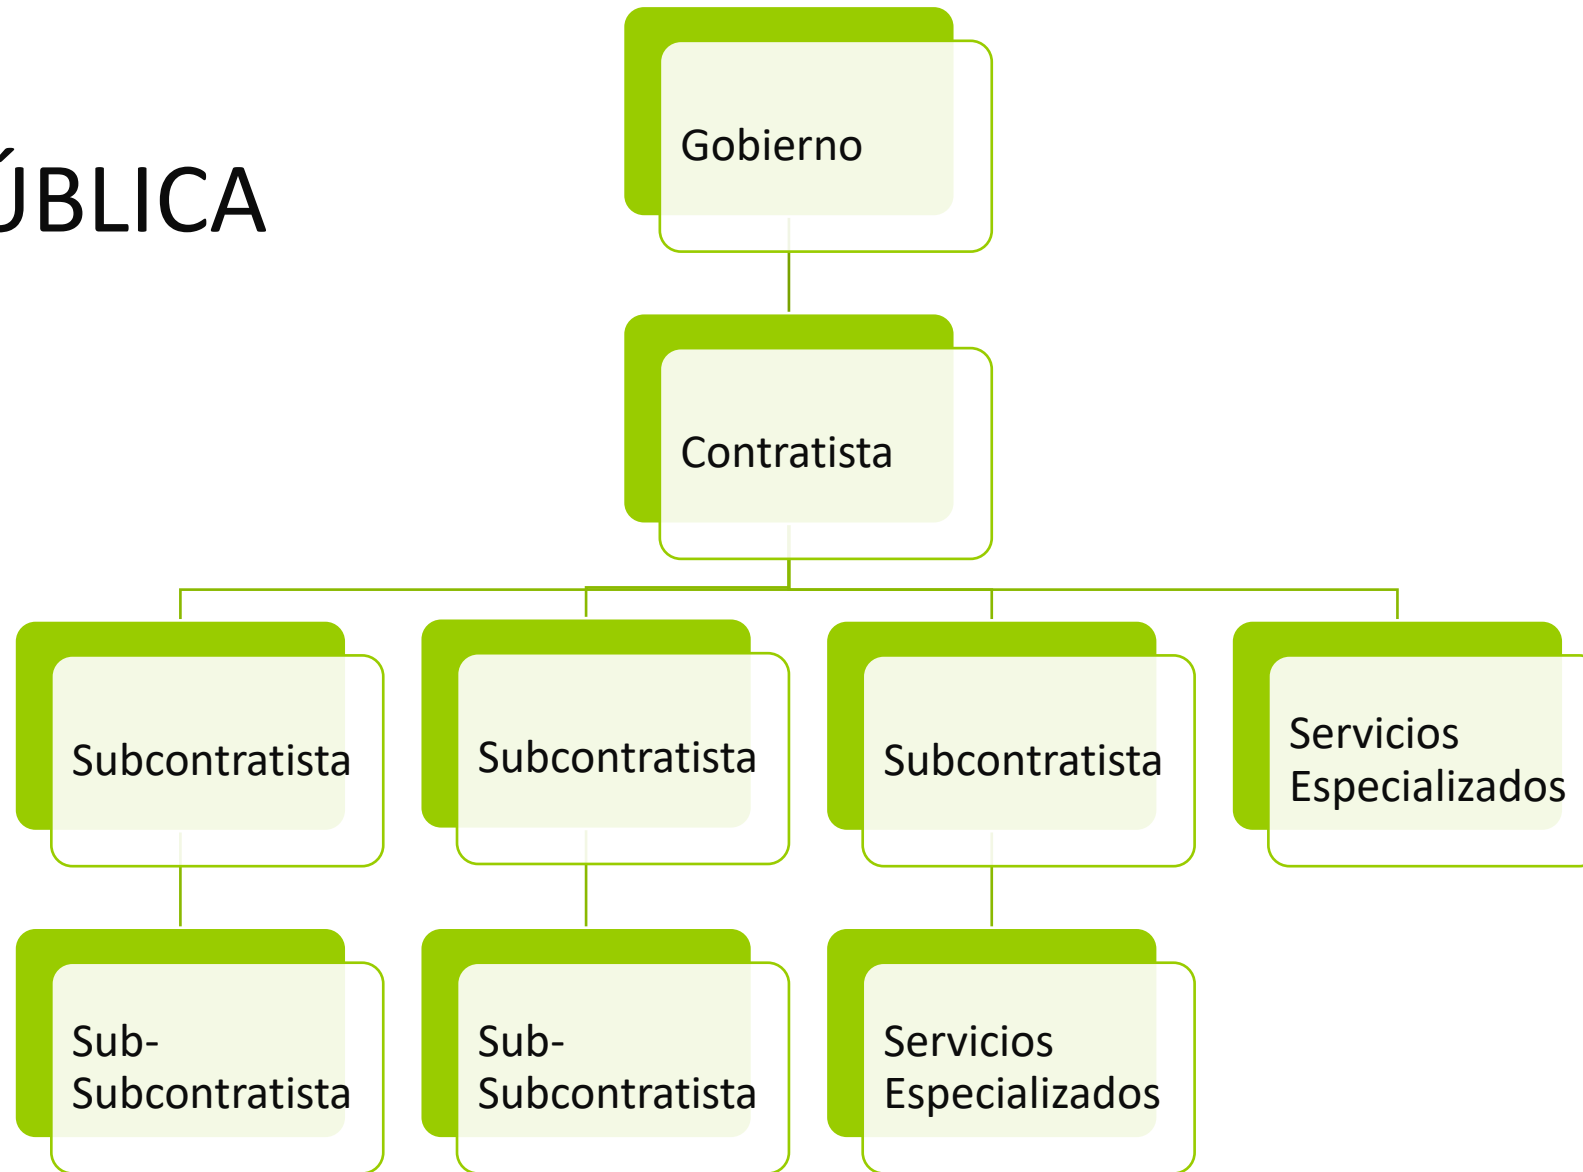 ÚBLICA
Gobierno
Contratista
Subcontratista
Subcontratista
Subcontratista
Servicios
Especializados
Sub-
Subcontratista
Sub-
Subcontratista
Servicios
Especializados